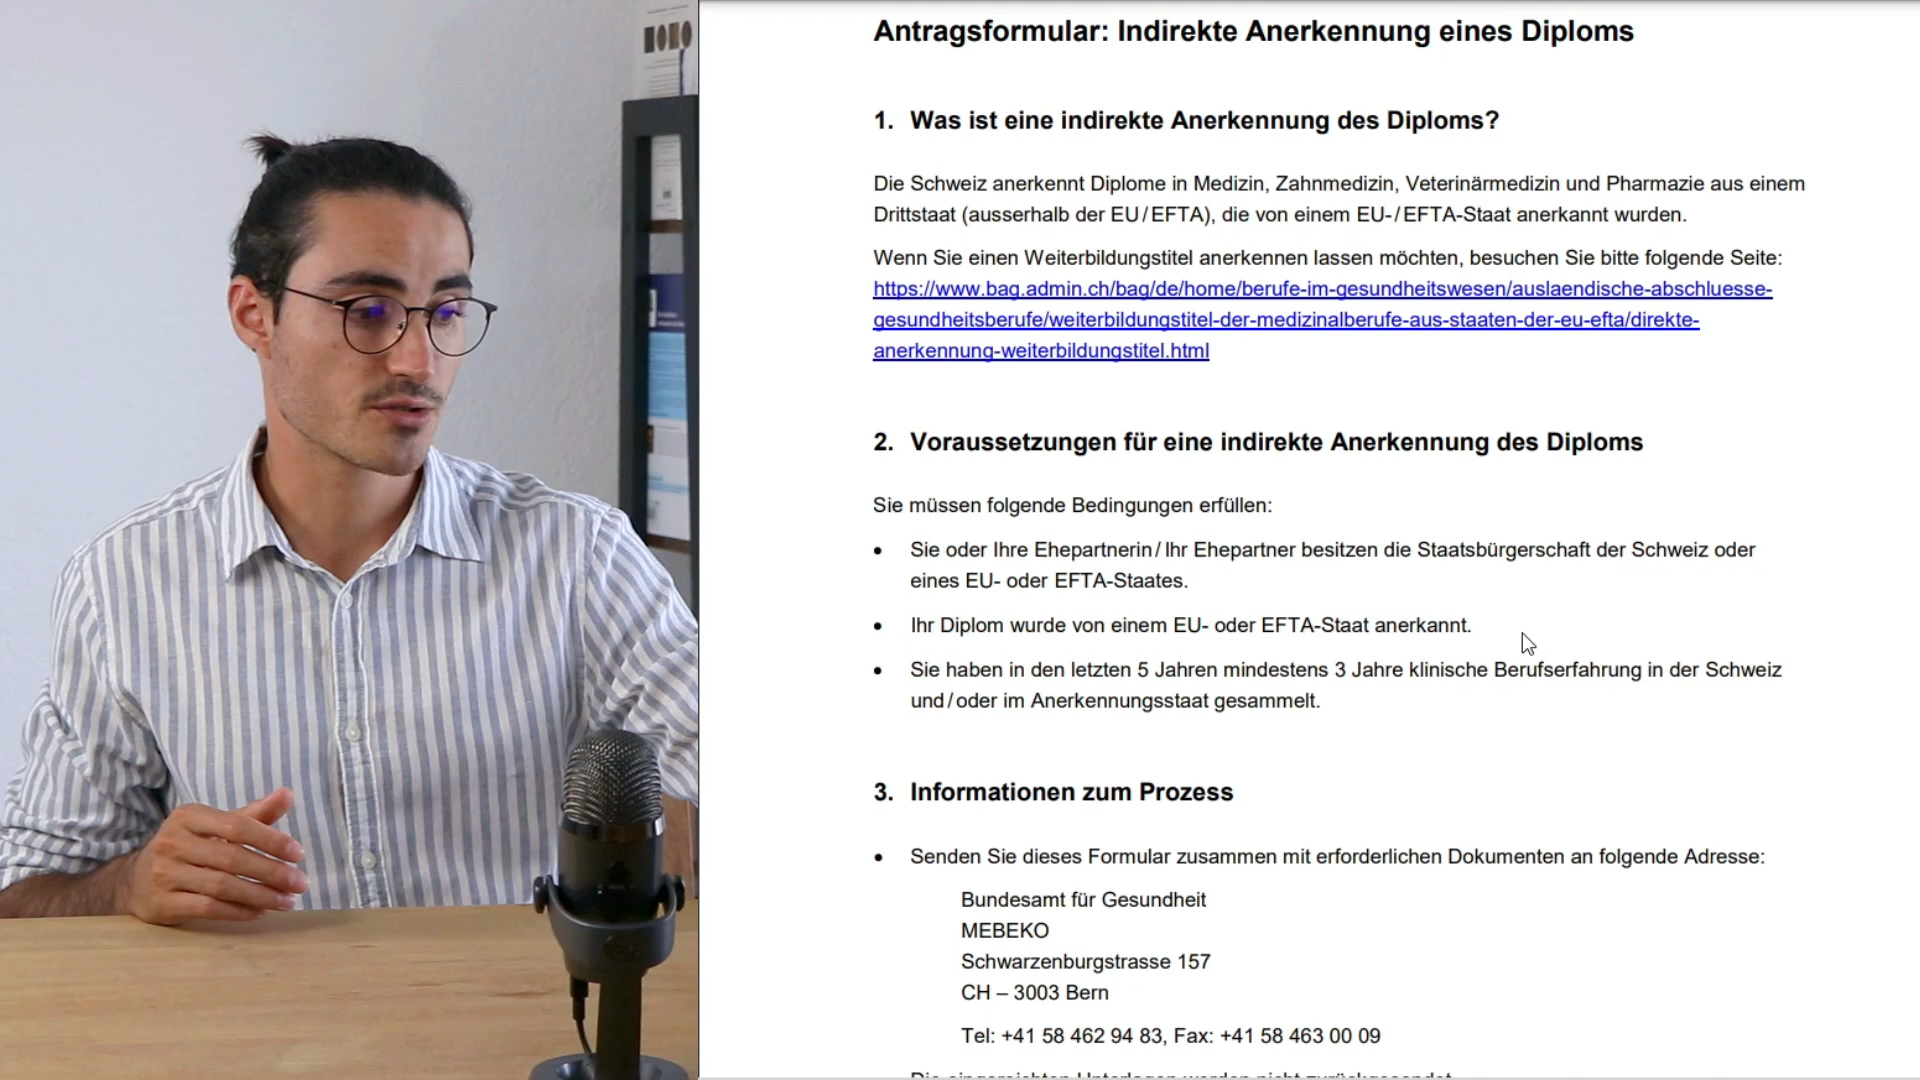 Antragsformular: Indirekte Anerkennung eines Diploms
1. Was ist eine indirekte Anerkennung des Diploms?
Die Schweiz anerkennt Diplome in Medizin, Zahnmedizin, Veterinärmedizin und Pharmazie aus einem
Drittstaat (ausserhalb der EU/EFTA), die von einem EU-/EFTA-Staat anerkannt wurden.
Wenn Sie einen Weiterbildungstitel anerkennen lassen möchten, besuchen Sie bitte folgende Seite:
https://www.bag.admin.ch/bag/de/home/berufe-im-gesundheitswesen/auslaendische-abschluesse-
gesundheitsberufe/weiterbildungstitel-der-medizinalberufe-aus-staaten-der-eu-efta/direkte-
anerkennung-weiterbildungstitel.html
2. Voraussetzungen für eine indirekte Anerkennung des Diploms
Sie müssen folgende Bedingungen erfüllen:
• Sie oder Ihre Ehepartnerin/Ihr Ehepartner besitzen die Staatsbürgerschaft der Schweiz oder
eines EU- oder EFTA-Staates.
• Ihr Diplom wurde von einem EU- oder EFTA-Staat anerkannt.
• Sie haben in den letzten 5 Jahren mindestens 3 Jahre klinische Berufserfahrung in der Schweiz
und/oder im Anerkennungsstaat gesammelt.
3. Informationen zum Prozess
• Senden Sie dieses Formular zusammen mit erforderlichen Dokumenten an folgende Adresse:
Bundesamt für Gesundheit
MEBEKO
Schwarzenburgstrasse 157
CH – 3003 Bern
Tel: +41 58 462 94 83, Fax: +41 58 463 00 09
Die eingereichten Unterlagen werden nicht zurückgesendet